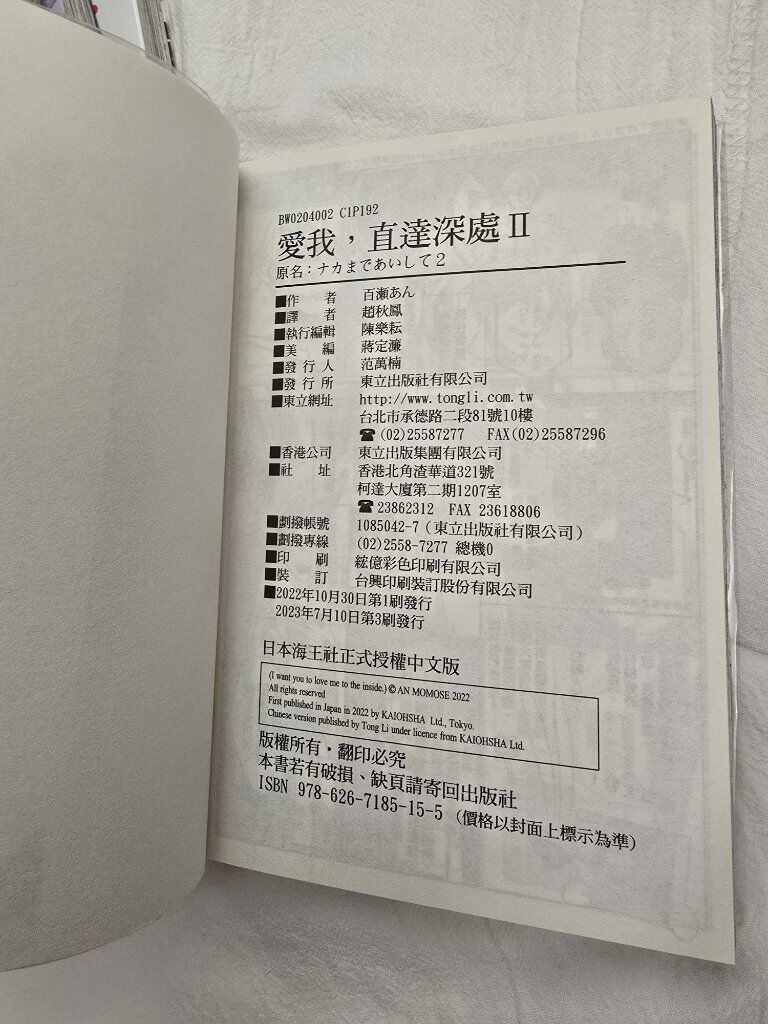 BW0204002 C1P192
愛我，直達深處II
原名：ナカまであいして2
■作　者　百瀬あん
■譯　者　趙秋鳳
■執行編輯　陳樂耘
■美　編　蔣定濂
■發 行 人　范萬楠
■發 行 所　東立出版社有限公司
■東立網址　http://www.tongli.com.tw
台北市承德路二段81號10樓
☎(02)25587277　FAX(02)25587296
■香港公司　東立出版集團有限公司
■社　址　香港北角渣華道321號
柯達大廈第二期1207室
☎23862312　FAX 23618806
■劃撥帳號　1085042-7（東立出版社有限公司）
■劃撥專線　(02)2558-7277 總機0
■印　刷　綋億彩色印刷有限公司
■裝　訂　台興印刷裝訂股份有限公司
■2022年10月30日第1刷發行
2023年7月10日第3刷發行
日本海王社正式授權中文版
(I want you to love me to the inside.) © AN MOMOSE 2022
All rights reserved
First published in Japan in 2022 by KAIOHSHA Ltd., Tokyo.
Chinese version published by Tong Li under licence from KAIOHSHA Ltd.
版權所有・翻印必究
本書若有破損、缺頁請寄回出版社
ISBN 978-626-7185-15-5（價格以封面上標示為準）